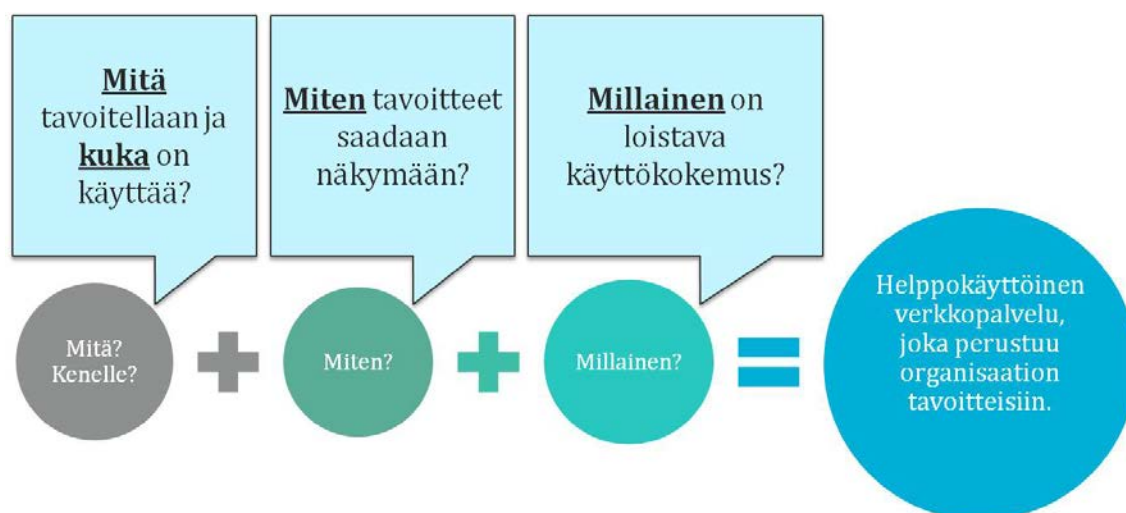 Mitä
tavoitellaan ja
kuka on
käyttää?
Miten tavoitteet
saadaan
näkymään?
Millainen on
loistava
käyttökokemus?
Mitä?
Kenelle?
Miten?
Millainen?
Helppokäyttöinen
verkkopalvelu,
joka perustuu
organisaation
tavoitteisiin.